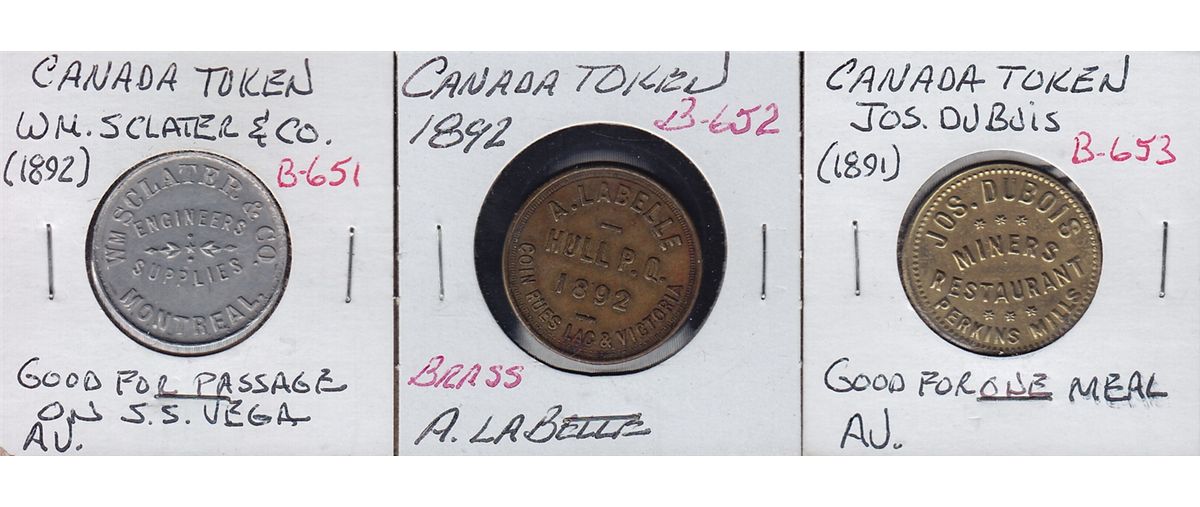 CANADA TOKEN
WM. SCLATER & CO.
(1892)
B-651
WM SCLATER & CO.
ENGINEERS
SUPPLIES
MONTREAL.
GOOD FOR PASSAGE
ON S.S. VEGA
AU.
CANADA TOKEN
1892
B-652
A. LABELLE
HULL P.Q.
1892
COIN RUES LAC & VICTORIA
BRASS
A. LABELLE
CANADA TOKEN
JOS. DUBUIS
(1891)
B-653
JOS. DUBOIS
MINERS
RESTAURANT
PERKINS MILLS
GOOD FOR ONE MEAL
AU.